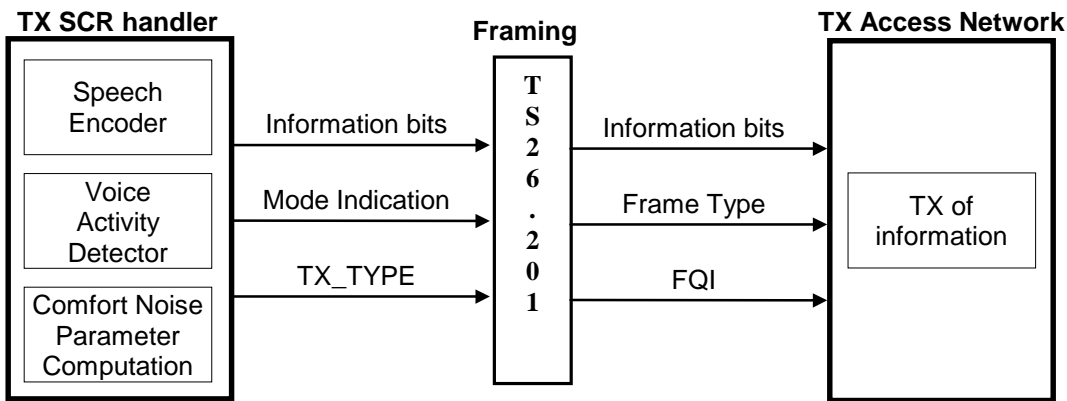 TX SCR handler
Speech
Encoder
Voice
Activity
Detector
Comfort Noise
Parameter
Computation
Information bits
Mode Indication
TX_TYPE
Framing
T
S
2
6
.
2
0
1
Information bits
Frame Type
FQI
TX Access Network
TX of
information